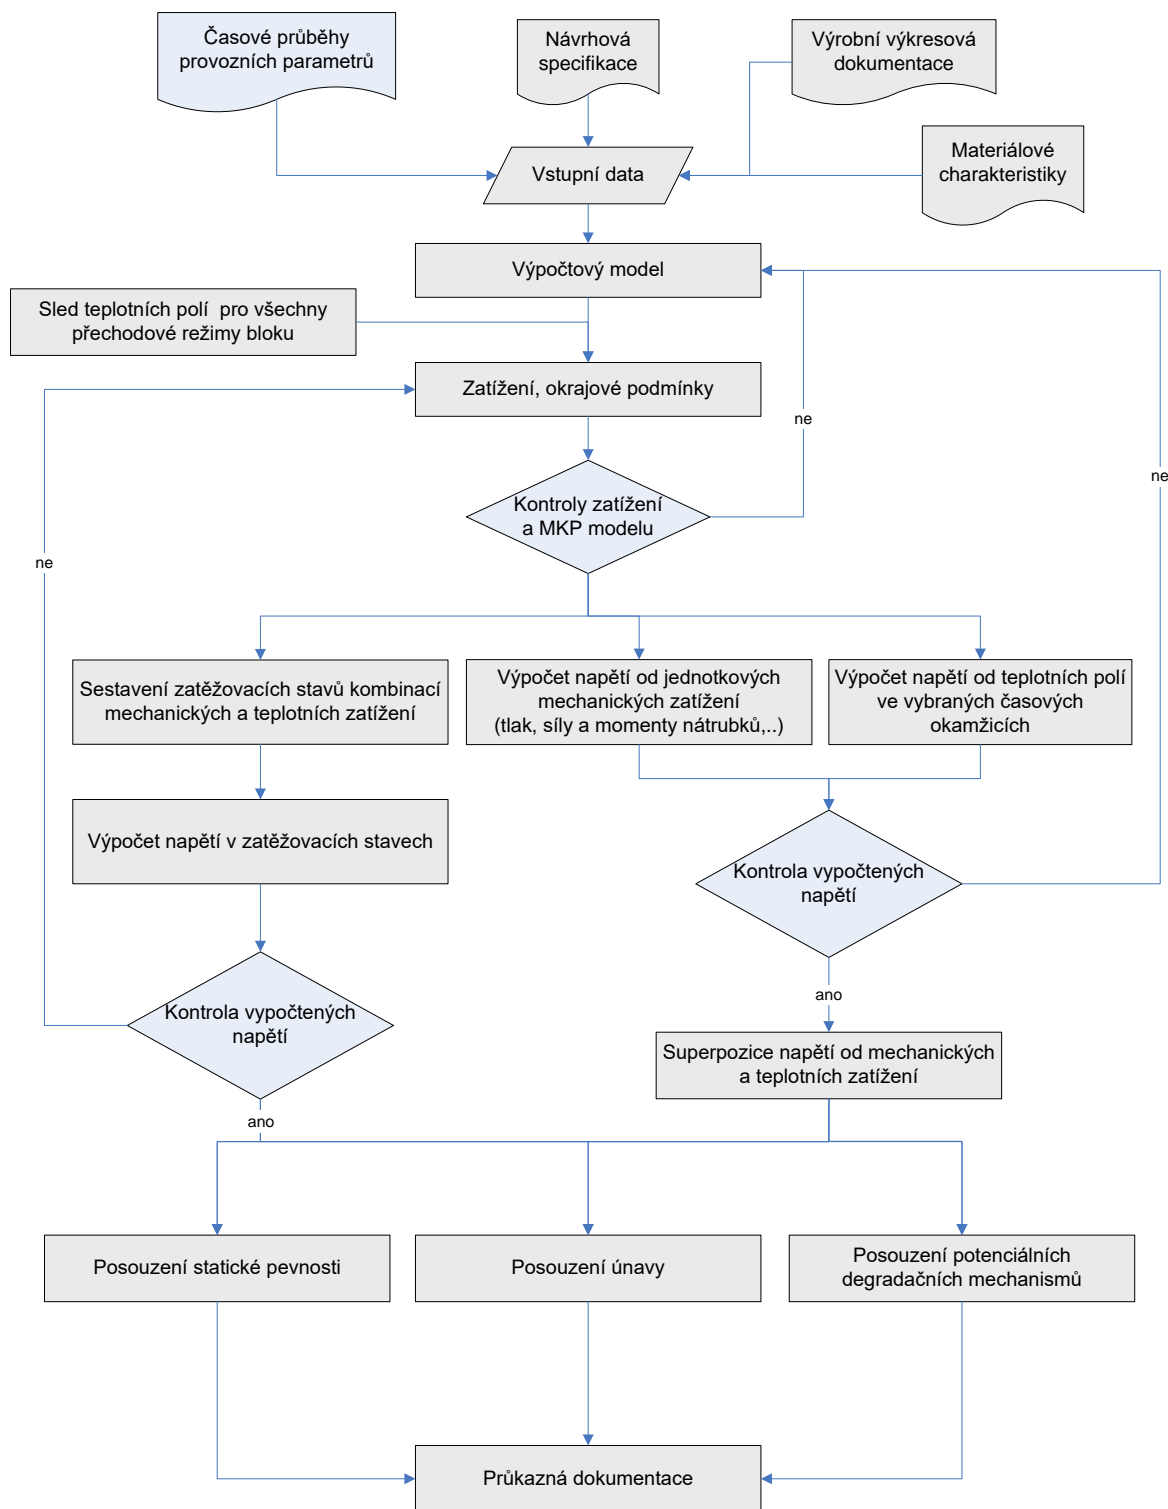 Časové průběhy
provozních parametrů
Návrhová
specifikace
Výrobní výkresová
dokumentace
Materiálové
charakteristiky
Vstupní data
Výpočtový model
Sled teplotních polí  pro všechny
přechodové režimy bloku
Zatížení, okrajové podmínky
ne
ne
Kontroly zatížení
a MKP modelu
ne
Sestavení zatěžovacích stavů kombinací
mechanických a teplotních zatížení
Výpočet napětí od jednotkových
mechanických zatížení
(tlak, síly a momenty nátrubků,..)
Výpočet napětí od teplotních polí
ve vybraných časových
okamžicích
Výpočet napětí v zatěžovacích stavech
Kontrola vypočtených
napětí
ano
Kontrola vypočtených
napětí
Superpozice napětí od mechanických
a teplotních zatížení
ano
Posouzení statické pevnosti
Posouzení únavy
Posouzení potenciálních
degradačních mechanismů
Průkazná dokumentace